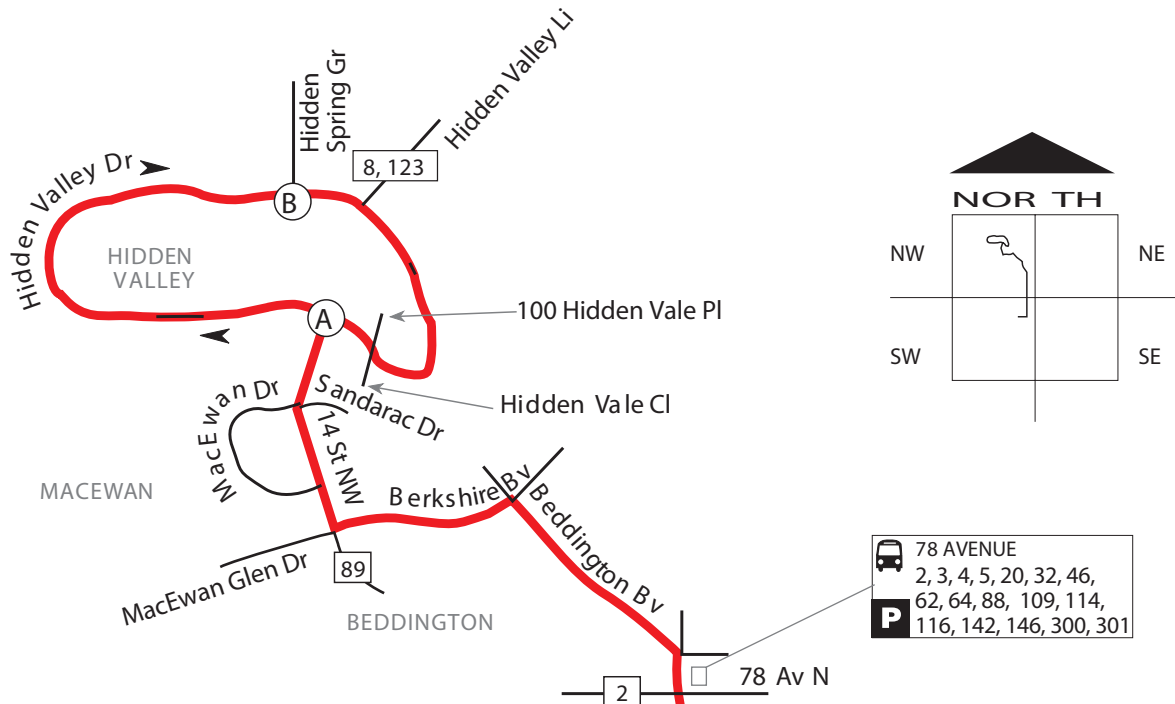 Hidden
Spring Gr
Hidden Valley Li
8, 123
Hidden Valley Dr
B
HIDDEN
VALLEY
A
100 Hidden Vale Pl
Hidden Vale Cl
MacEwan Dr
Sandarac Dr
14 St NW
MACEWAN
Berkshire Bv
Beddington Bv
MacEwan Glen Dr
89
BEDDINGTON
78 Av N
2
NOR TH
NW
NE
SW
SE
78 AVENUE
2, 3, 4, 5, 20, 32, 46,
62, 64, 88, 109, 114,
P
116, 142, 146, 300, 301